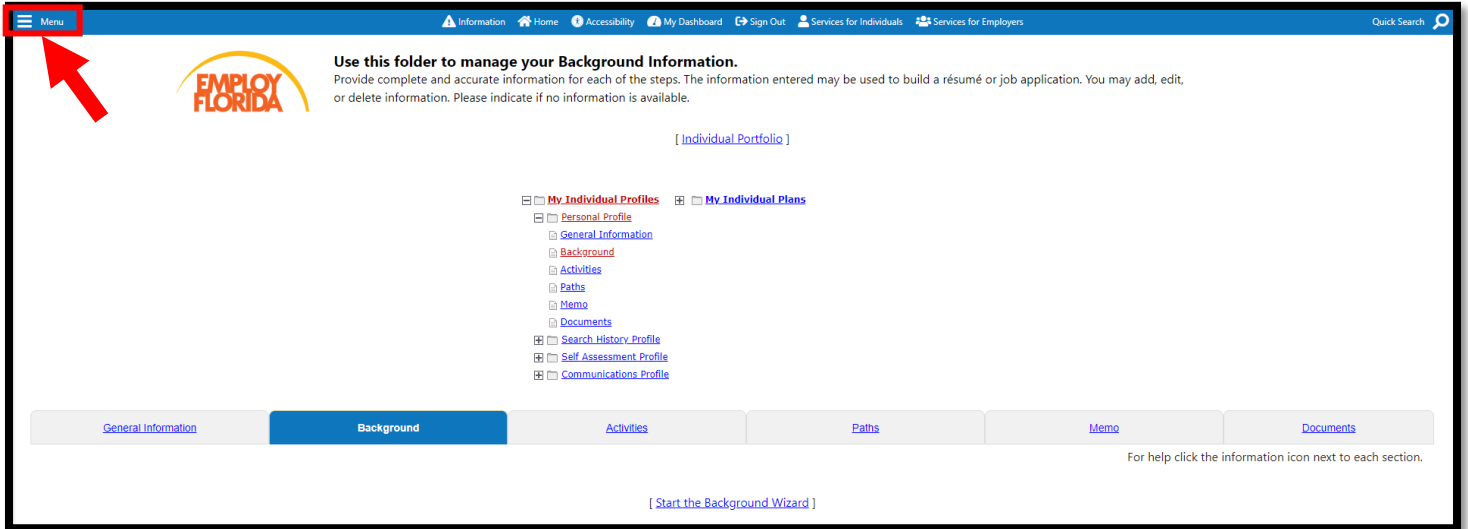 Menu Information Home Accessibility My Dashboard Sign Out Services for Individuals Services for Employers Quick Search
EMPLOY
FLORIDA
Use this folder to manage your Background Information.
Provide complete and accurate information for each of the steps. The information entered may be used to build a résumé or job application. You may add, edit,
or delete information. Please indicate if no information is available.
[ Individual Portfolio ]
My Individual Profiles My Individual Plans
Personal Profile
General Information
Background
Activities
Paths
Memo
Documents
Search History Profile
Self Assessment Profile
Communications Profile
General Information Background Activities Paths Memo Documents
For help click the information icon next to each section.
[ Start the Background Wizard ]